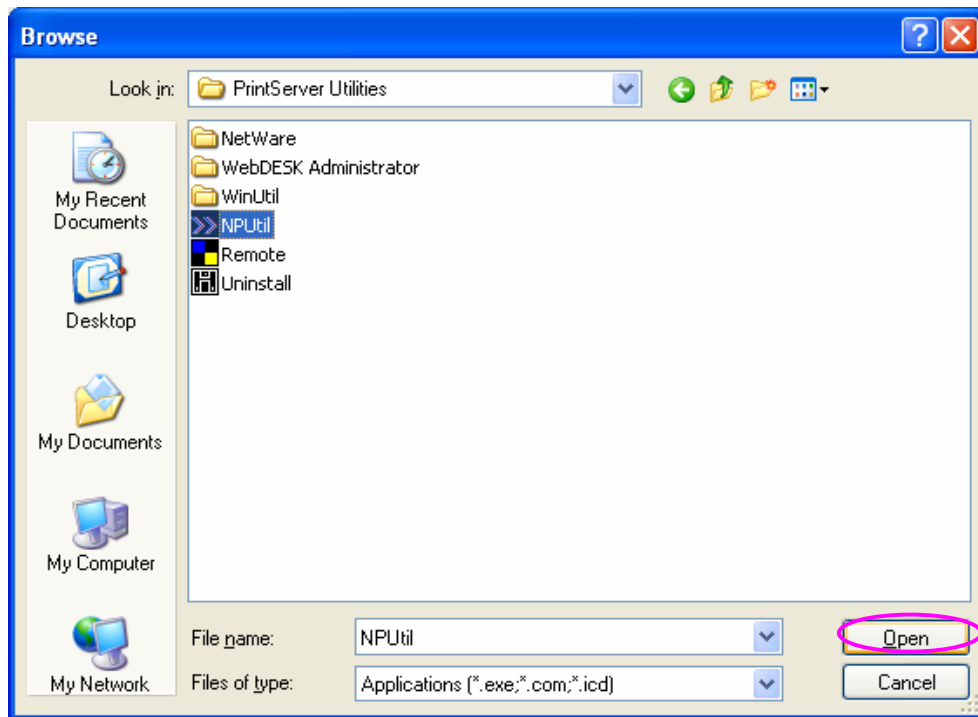 Browse
Look in: PrintServer Utilities
NetWare
WebDESK Administrator
WinUtil
NPUtil
Remote
Uninstall
My Recent
Documents
Desktop
My Documents
My Computer
My Network
File name: NPUtil Open
Files of type: Applications (*.exe;*.com;*.icd) Cancel